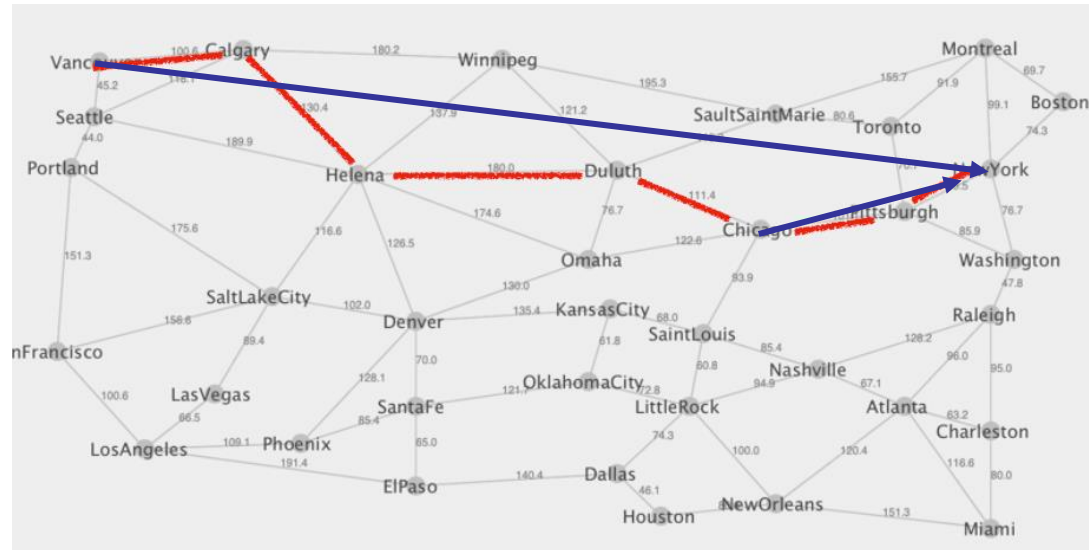 Montreal
Calgary
100.6
180.2
Winnipeg
155.7
69.7
91.9
45.2
195.3
Boston
Seattle
130.4
137.9
121.2
SaultSaintMarie
80.6
Toronto
99.1
74.3
44.0
189.9
Portland
Helena
180.0
Duluth
111.4
174.6
76.7
76.7
175.6
116.6
126.5
Chicago
122.6
85.9
151.3
Omaha
Washington
130.0
93.9
47.8
SaltLakeCity
102.0
Denver
135.4
KansasCity
68.0
Raleigh
156.6
SaintLouis
128.2
nFrancisco
89.4
70.0
61.8
85.4
96.0
95.0
Nashville
128.1
60.8
100.6
LasVegas
OklahomaCity
72.8
94.9
67.1
66.5
SantaFe
LittleRock
Atlanta
63.2
85.4
Charleston
LosAngeles
109.1
Phoenix
65.0
74.3
100.0
120.4
116.6
191.4
80.0
ElPaso
140.4
Dallas
46.1
NewOrleans
Houston
151.3
Miami